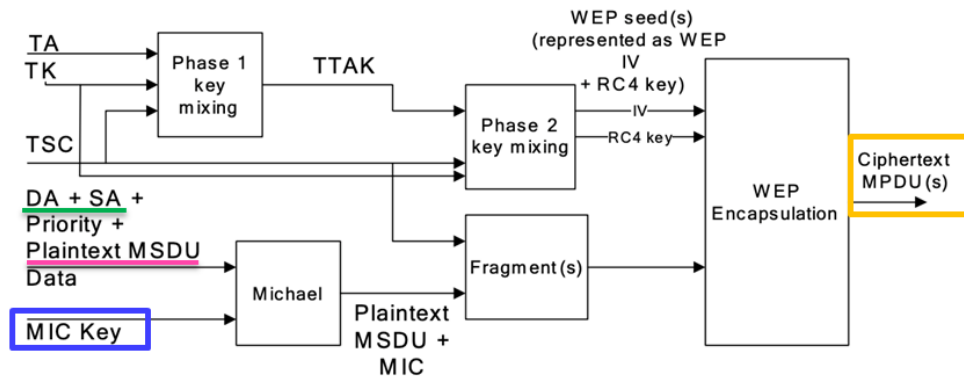 TA
TK
TSC
Phase 1
key
mixing
TTAK
WEP seed(s)
(represented as WEP
IV
+ RC4 key)
IV
RC4 key
Phase 2
key mixing
WEP
Encapsulation
Ciphertext
MPDU(s)
DA + SA +
Priority +
Plaintext MSDU
Data
MIC Key
Michael
Plaintext
MSDU +
MIC
Fragment(s)